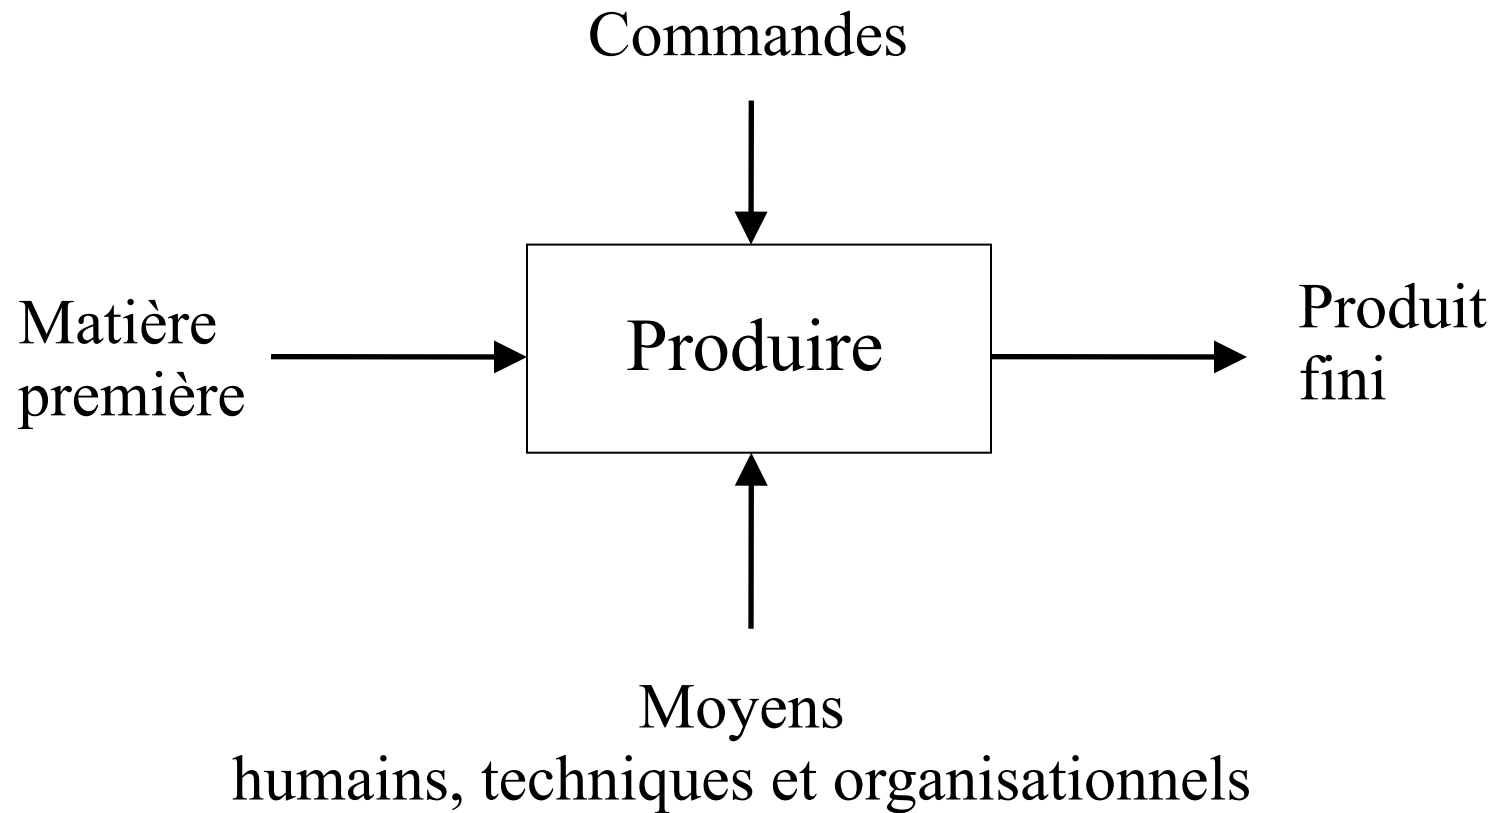 Commandes
Matière
première
Produire
Produit
fini
Moyens
humains, techniques et organisationnels